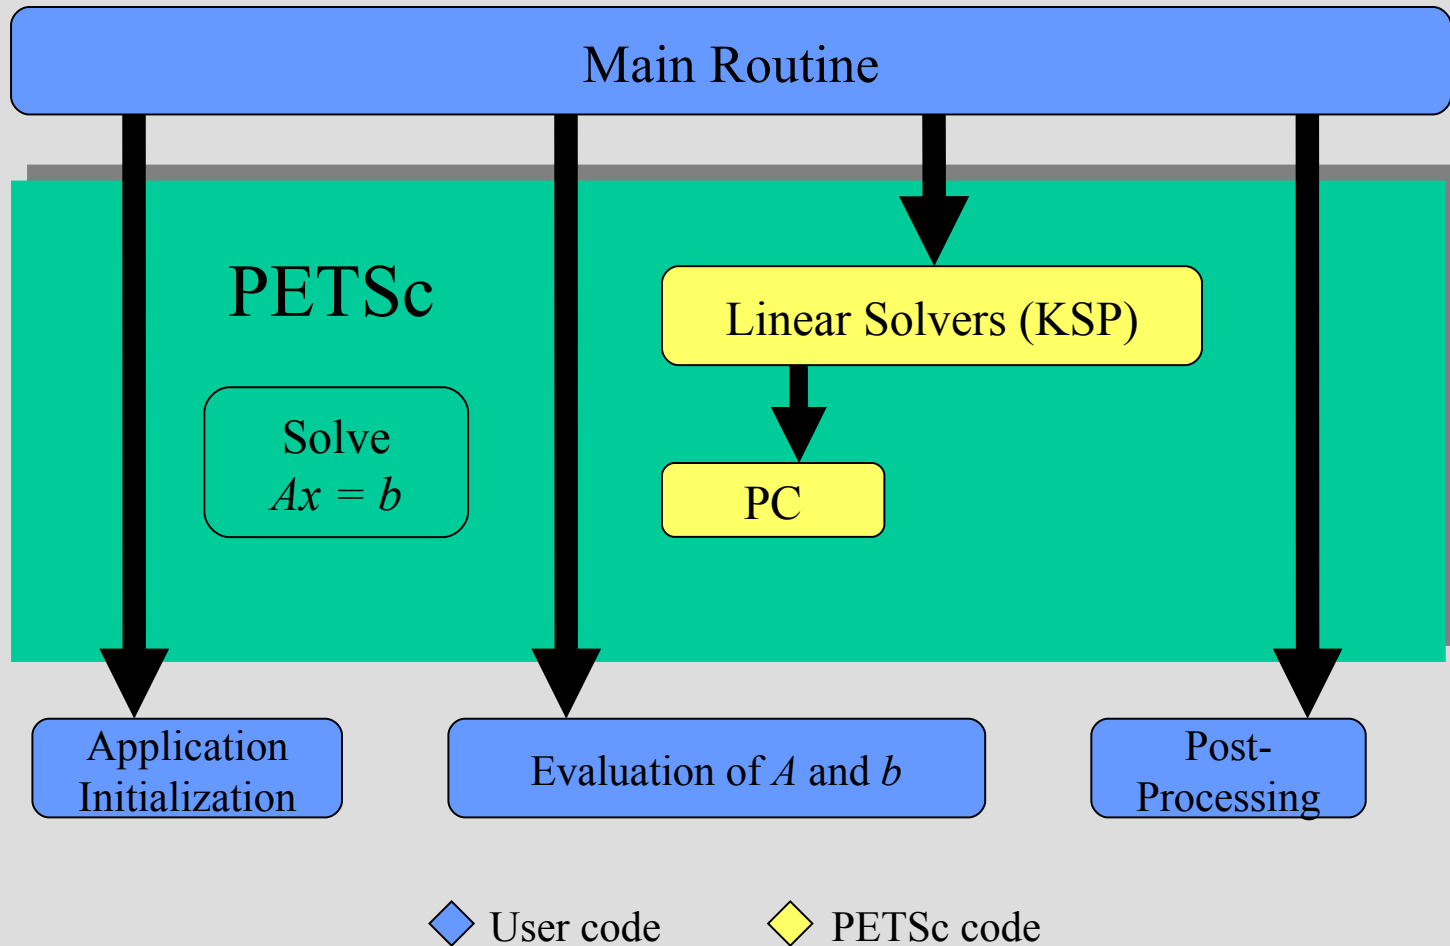 Main Routine
PETSc
Linear Solvers (KSP)
Solve
Ax = b
PC
Application
Initialization
Evaluation of A and b
Post-
Processing
User code
PETSc code